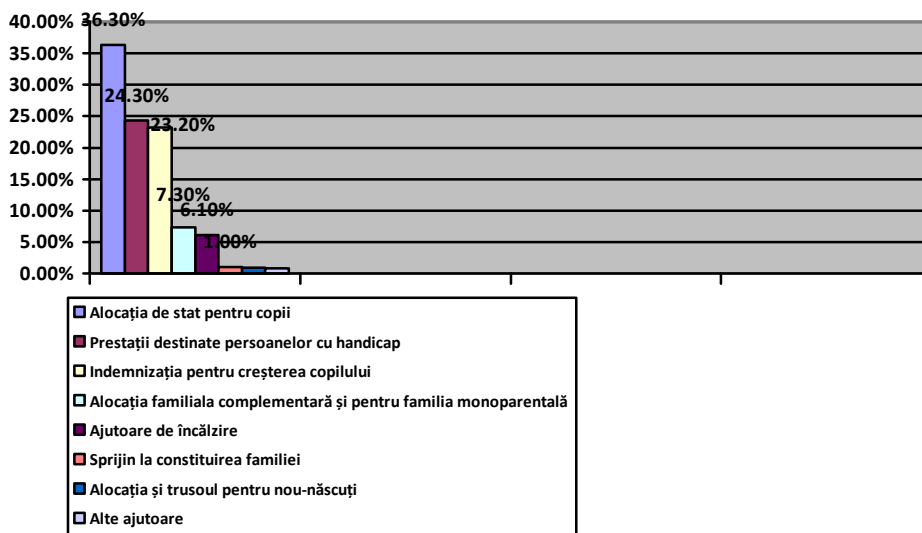 40.00%
36.30%
35.00%
30.00%
24.30%
25.00%
23.20%
20.00%
15.00%
7.30%
10.00%
6.10%
5.00%
1.00%
0.00%
Alocația de stat pentru copii
Prestații destinate persoanelor cu handicap
Indemnizația pentru creșterea copilului
Alocația familiala complementară și pentru familia monoparentală
Ajutoare de încălzire
Sprijin la constituirea familiei
Alocația și trusoul pentru nou-născuți
Alte ajutoare